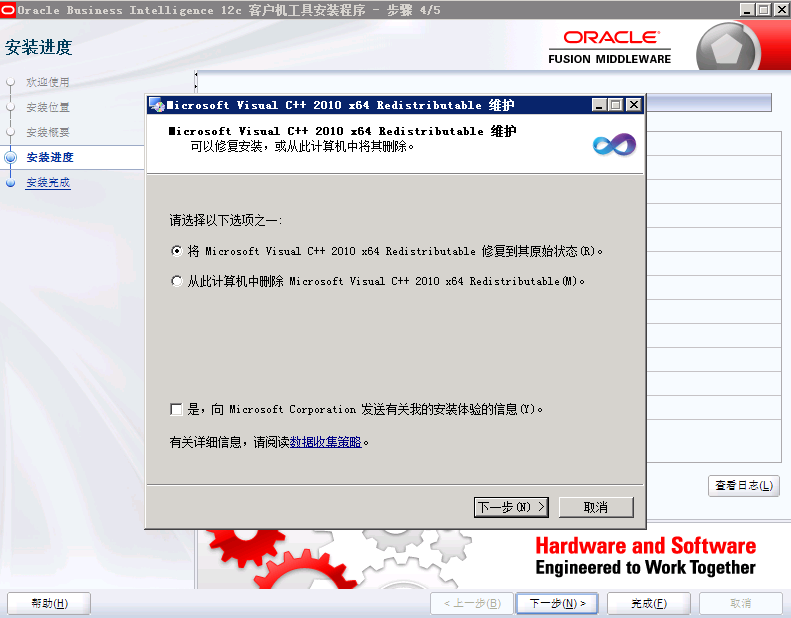 Oracle Business Intelligence 12c 客户机工具安装程序 - 步骤 4/5
安装进度
ORACLE
FUSION MIDDLEWARE
欢迎使用
安装位置
安装概要
安装进度
安装完成
Microsoft Visual C++ 2010 x64 Redistributable 维护
Microsoft Visual C++ 2010 x64 Redistributable 维护
可以修复安装，或从此计算机中将其删除。
请选择以下选项之一:
将 Microsoft Visual C++ 2010 x64 Redistributable 修复到其原始状态(R)。
从此计算机中删除 Microsoft Visual C++ 2010 x64 Redistributable(M)。
是，向 Microsoft Corporation 发送有关我的安装体验的信息(Y)。
有关详细信息，请阅读数据收集策略。
下一步(N) >
取消
查看日志(L)
Hardware and Software
Engineered to Work Together
帮助(H)
< 上一步(B)
下一步(N) >
完成(F)
取消